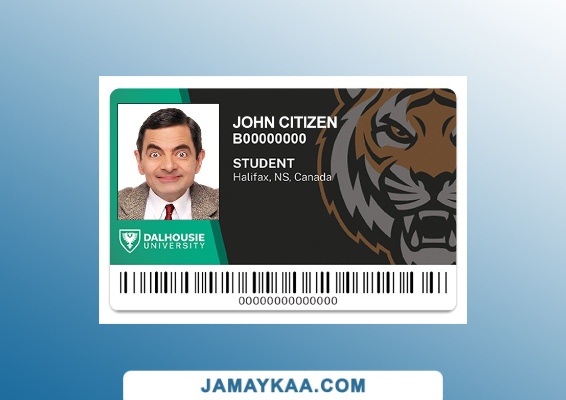 JOHN CITIZEN
B00000000
STUDENT
Halifax, NS, Canada
DALHOUSIE
UNIVERSITY
00000000000000
JAMAYKAA.COM